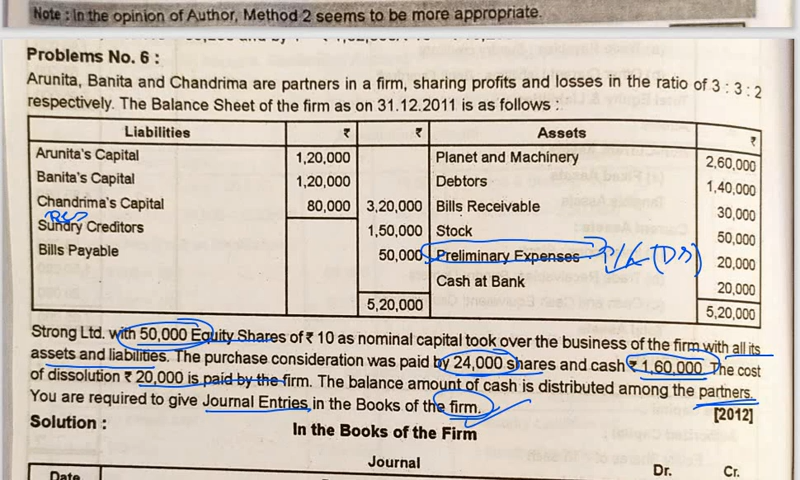 Note : In the opinion of Author, Method 2 seems to be more appropriate.
Problems No. 6 :
Arunita, Banita and Chandrima are partners in a firm, sharing profits and losses in the ratio of 3 : 3 : 2
respectively. The Balance Sheet of the firm as on 31.12.2011 is as follows :
Liabilities ₹ ₹ Assets ₹
Arunita's Capital 1,20,000 Planet and Machinery 2,60,000
Banita's Capital 1,20,000 Debtors 1,40,000
Chandrima's Capital 80,000 3,20,000 Bills Receivable 30,000
Sundry Creditors 1,50,000 Stock 50,000
Bills Payable 50,000 Preliminary Expenses 20,000
Cash at Bank 20,000
5,20,000 5,20,000
Strong Ltd. with 50,000 Equity Shares of ₹ 10 as nominal capital took over the business of the firm with all its
assets and liabilities. The purchase consideration was paid by 24,000 shares and cash ₹ 1,60,000. The cost
of dissolution ₹ 20,000 is paid by the firm. The balance amount of cash is distributed among the partners.
You are required to give Journal Entries in the Books of the firm.
[2012]
Solution : In the Books of the Firm
Journal
Dr. Cr.
Date